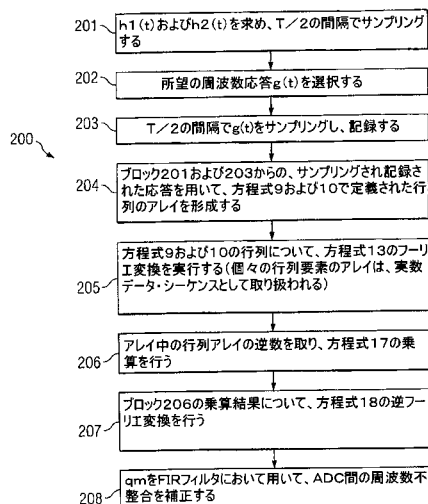 201
h1(t)およびh2(t)を求め、T/2の間隔でサンプリング
する
202
所望の周波数応答g(t)を選択する
203
T/2の間隔でg(t)をサンプリングし、記録する
200
204
ブロック201および203からの、サンプリングされ記録
された応答を用いて、方程式9および10で定義された行
列のアレイを形成する
205
方程式9および10の行列について、方程式13のフーリ
エ変換を実行する(個々の行列要素のアレイは、実数
データ・シーケンスとして取り扱われる)
206
アレイ中の行列アレイの逆数を取り、方程式17の乗
算を行う
207
ブロック206の乗算結果について、方程式18の逆フー
リエ変換を行う
208
qmをFIRフィルタにおいて用いて、ADC間の周波数不
整合を補正する